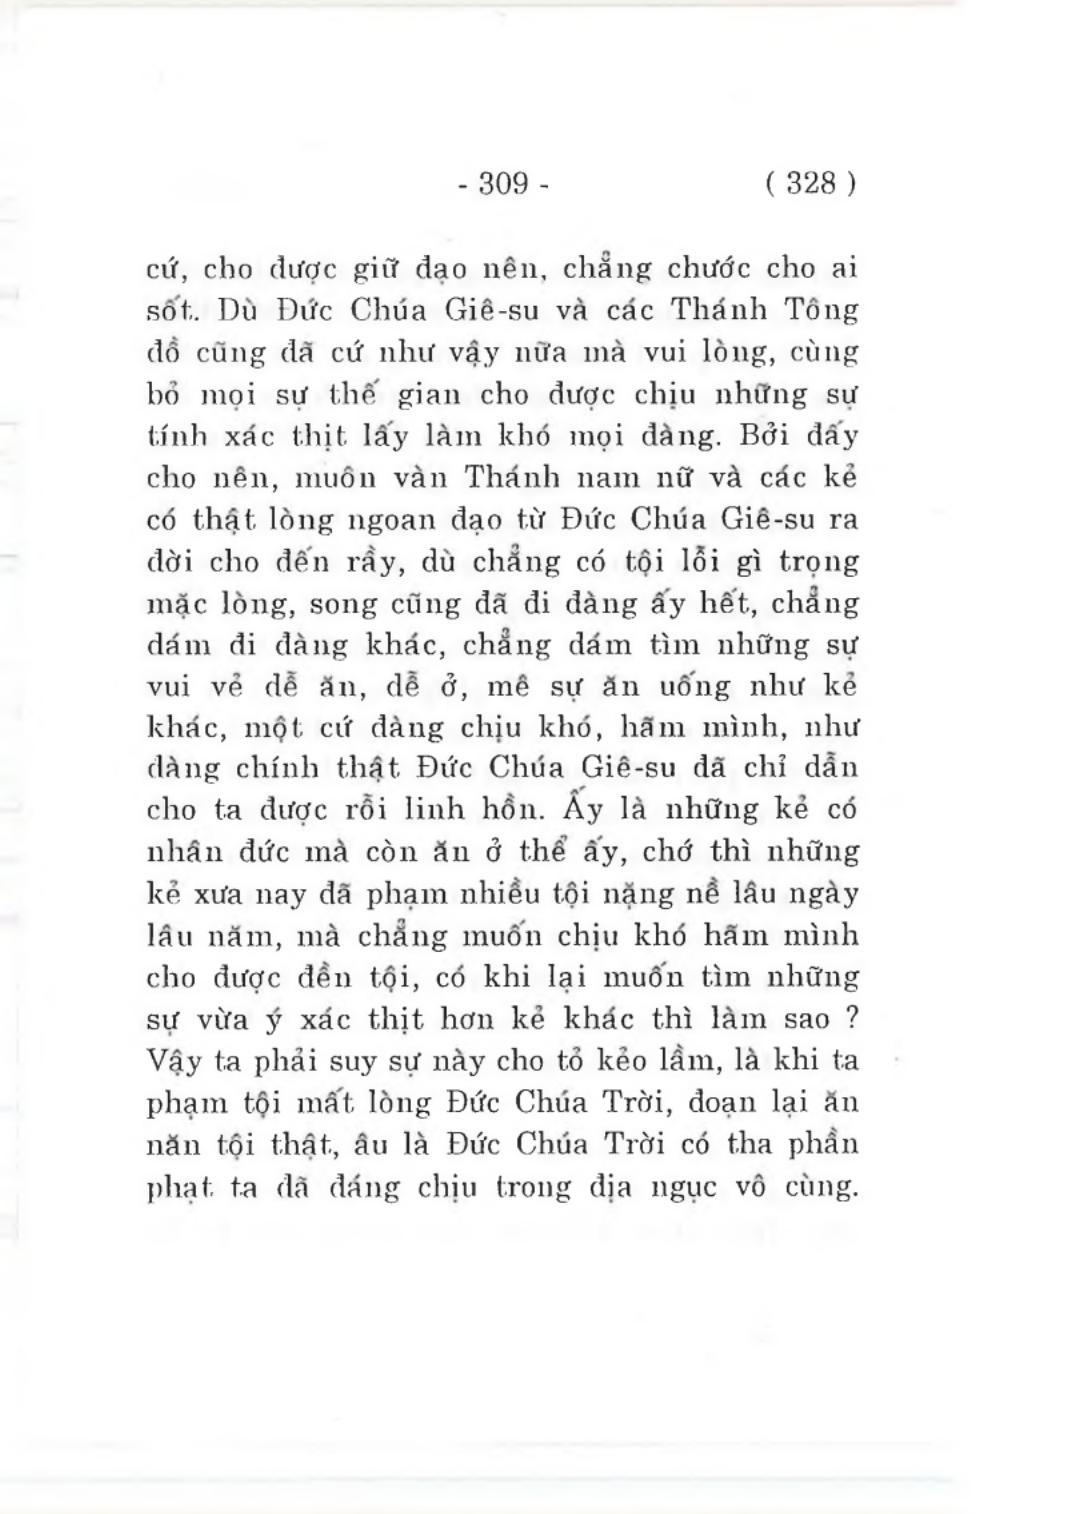 - 309 - ( 328 )
cứ, cho được giữ đạo nên, chẳng chước cho ai
sốt. Dù Đức Chúa Giê-su và các Thánh Tông
đồ cũng đã cứ như vậy nữa mà vui lòng, cùng
bỏ mọi sự thế gian cho được chịu những sự
tính xác thịt lấy làm khó mọi đàng. Bởi đấy
cho nên, muôn vàn Thánh nam nữ và các kẻ
có thật lòng ngoan đạo từ Đức Chúa Giê-su ra
đời cho đến rầy, dù chẳng có tội lỗi gì trọng
mặc lòng, song cũng đã đi đàng ấy hết, chẳng
dám đi đàng khác, chẳng dám tìm những sự
vui vẻ dễ ăn, dễ ở, mê sự ăn uống như kẻ
khác, một cứ đàng chịu khó, hãm mình, như
đàng chính thật Đức Chúa Giê-su đã chỉ dẫn
cho ta được rỗi linh hồn. Ấy là những kẻ có
nhân đức mà còn ăn ở thể ấy, chớ thì những
kẻ xưa nay đã phạm nhiều tội nặng nề lâu ngày
lâu năm, mà chẳng muốn chịu khó hãm mình
cho được đền tội, có khi lại muốn tìm những
sự vừa ý xác thịt hơn kẻ khác thì làm sao ?
Vậy ta phải suy sự này cho tỏ kẻo lầm, là khi ta
phạm tội mất lòng Đức Chúa Trời, đoạn lại ăn
năn tội thật, âu là Đức Chúa Trời có tha phần
phạt ta đã đáng chịu trong địa ngục vô cùng.